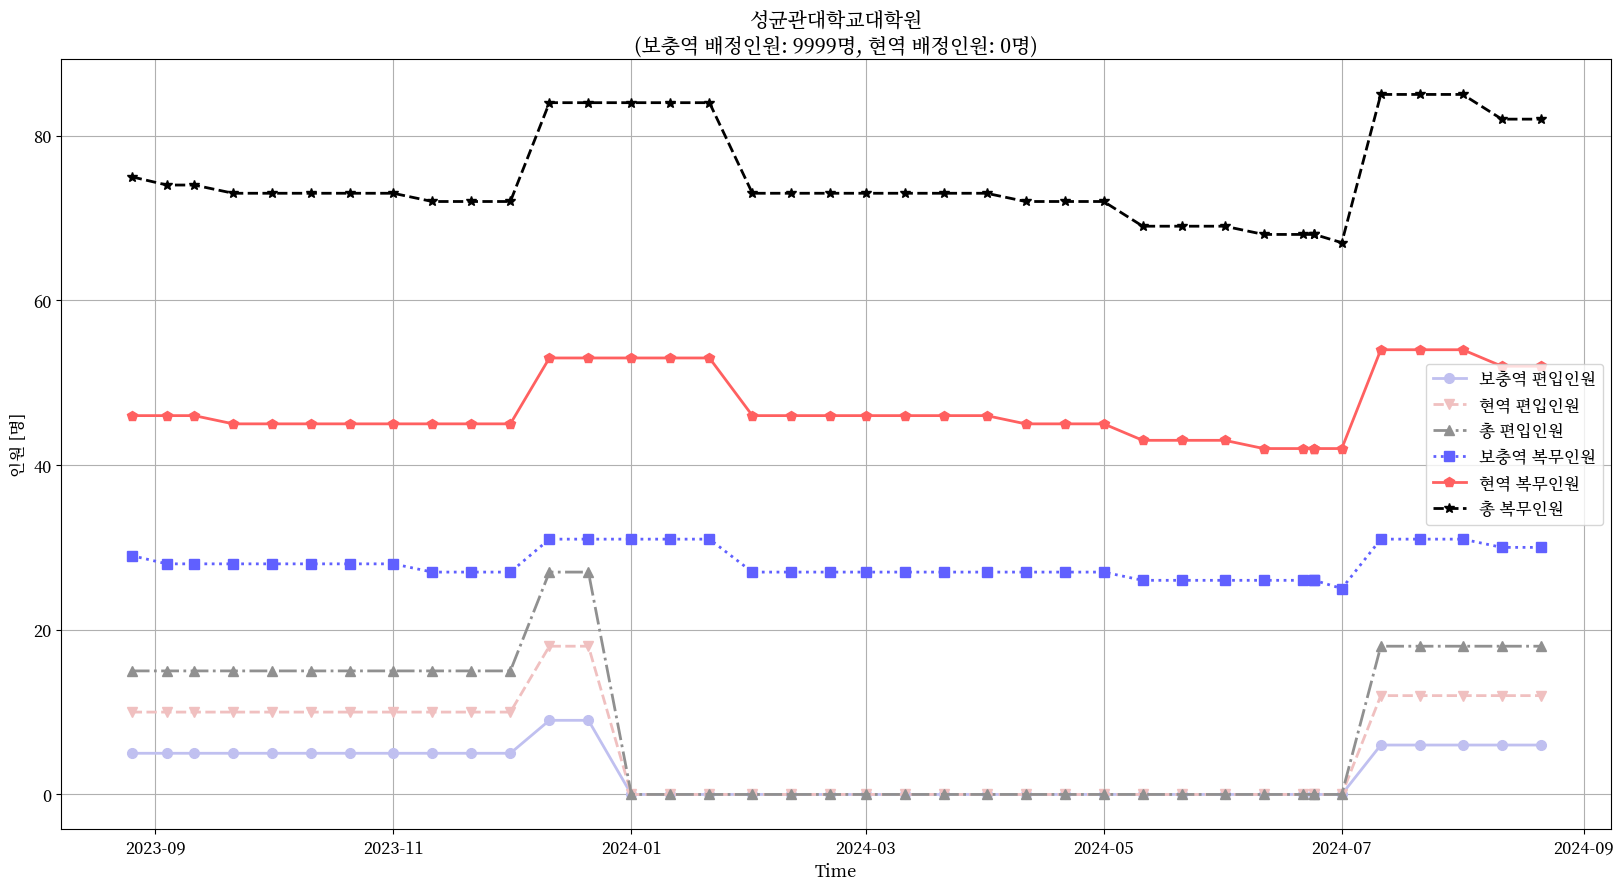 성균관대학교대학원
(보충역 배정인원: 9999명, 현역 배정인원: 0명)
80
60
40
20
0
인원 [명]
보충역 편입인원
현역 편입인원
총 편입인원
보충역 복무인원
현역 복무인원
총 복무인원
2023-09
2023-11
2024-01
2024-03
2024-05
2024-07
2024-09
Time